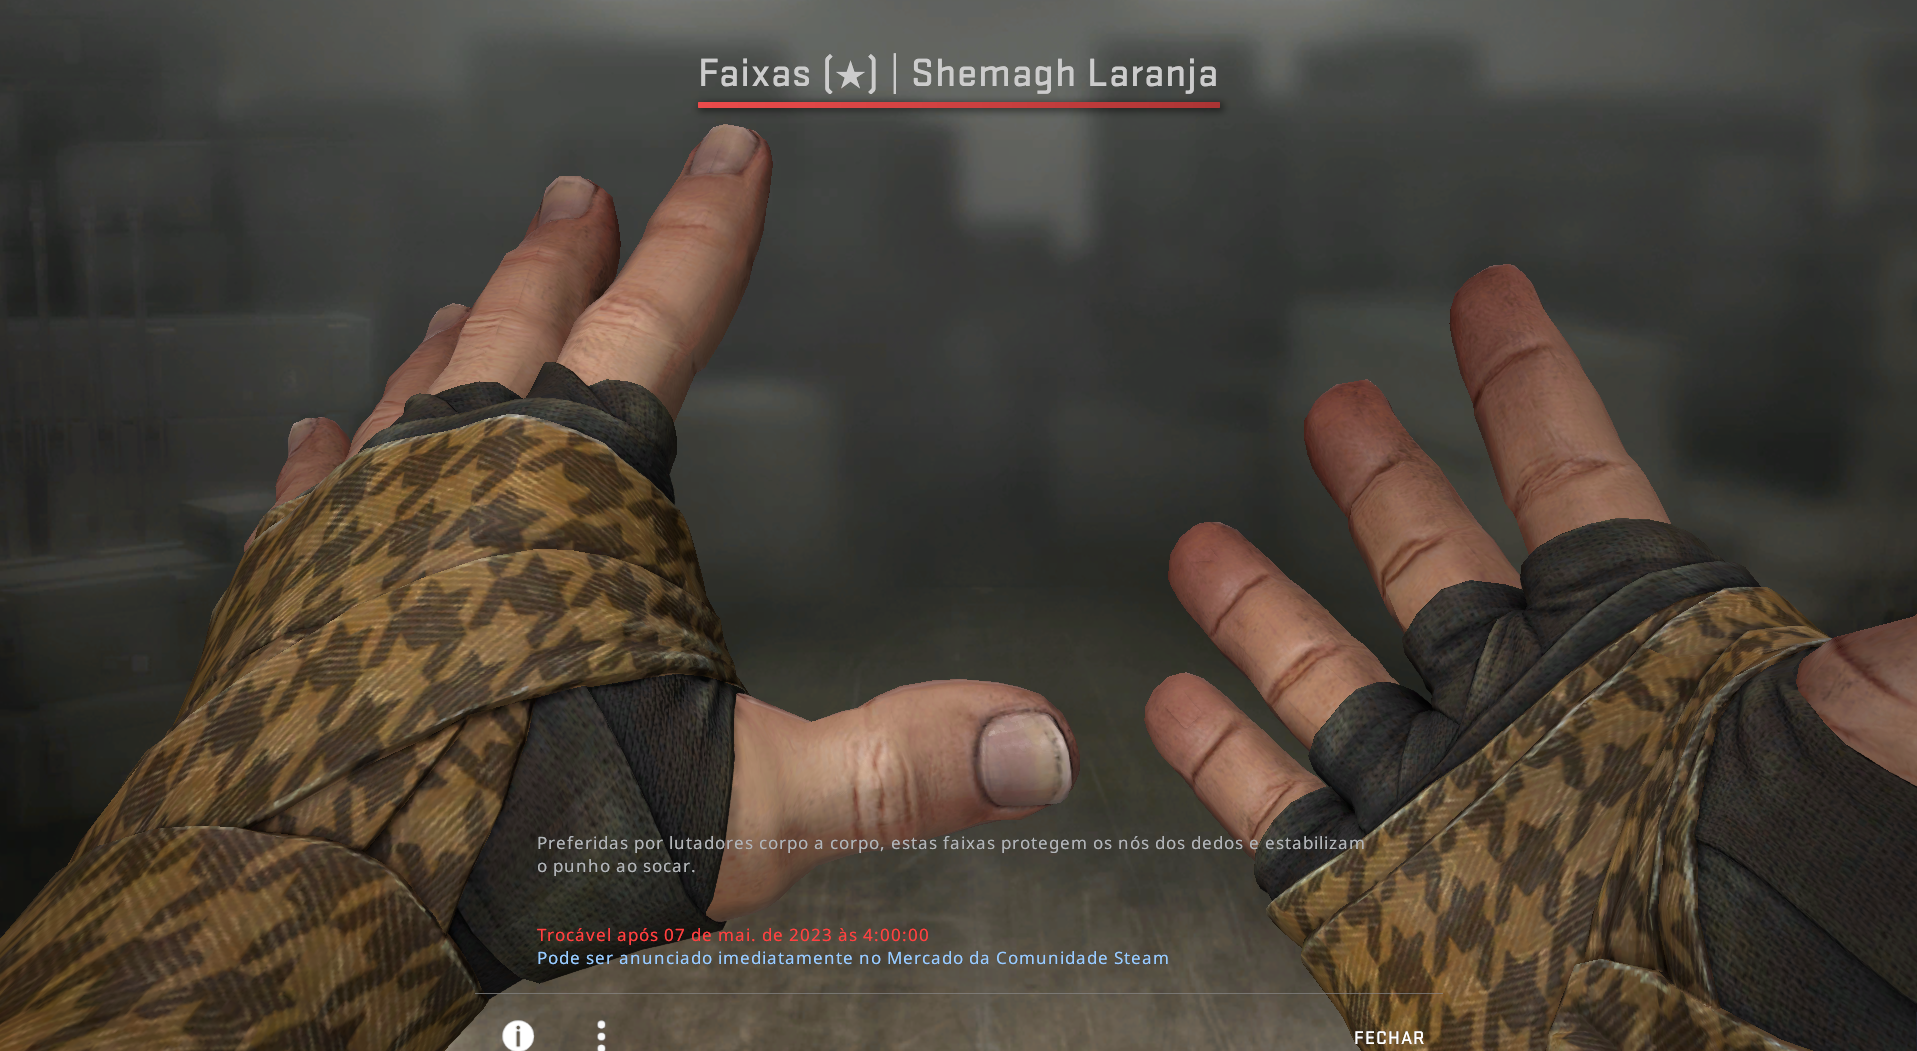 Faixas (★) | Shemagh Laranja
Preferidas por lutadores corpo a corpo, estas faixas protegem os nós dos dedos e estabilizam
o punho ao socar.
Trocável após 07 de mai. de 2023 às 4:00:00
Pode ser anunciado imediatamente no Mercado da Comunidade Steam
FECHAR